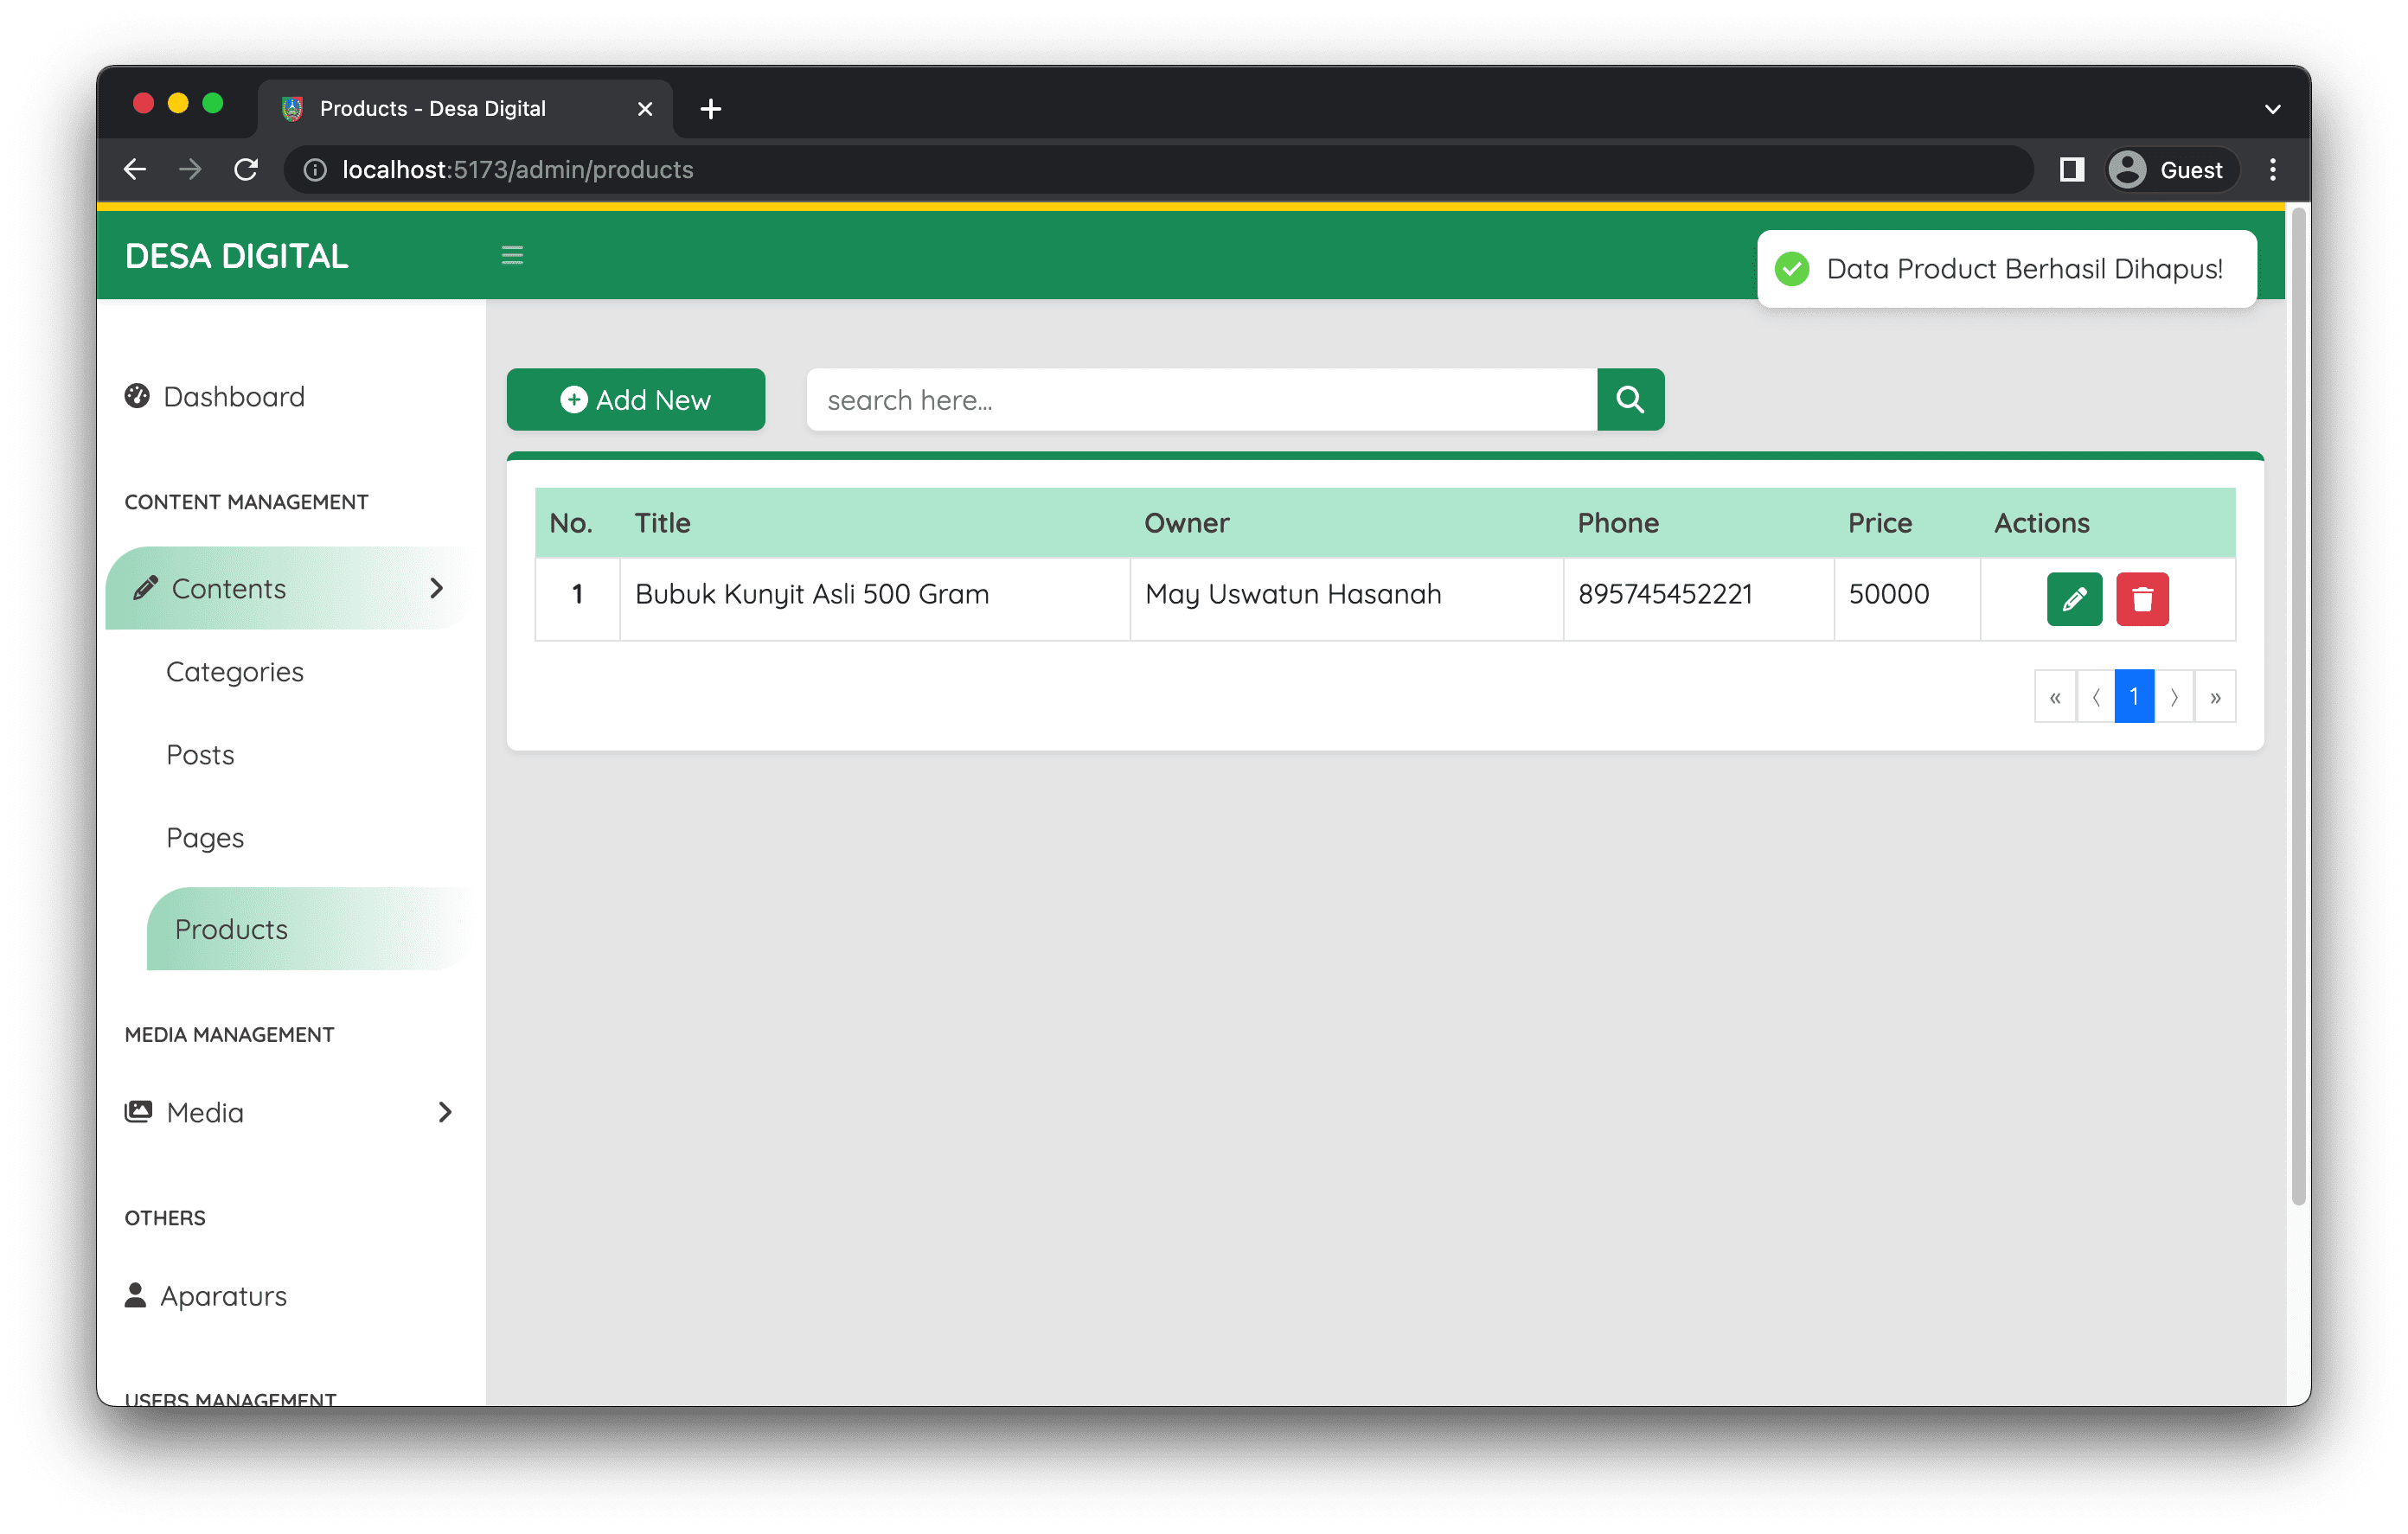 Products - Desa Digital
localhost:5173/admin/products
Guest
DESA DIGITAL
Data Product Berhasil Dihapus!
Dashboard
CONTENT MANAGEMENT
Contents
Categories
Posts
Pages
Products
MEDIA MANAGEMENT
Media
OTHERS
Aparaturs
USERS MANAGEMENT
Add New
search here...
No. Title Owner Phone Price Actions
1 Bubuk Kunyit Asli 500 Gram May Uswatun Hasanah 895745452221 50000
« ‹ 1 › »